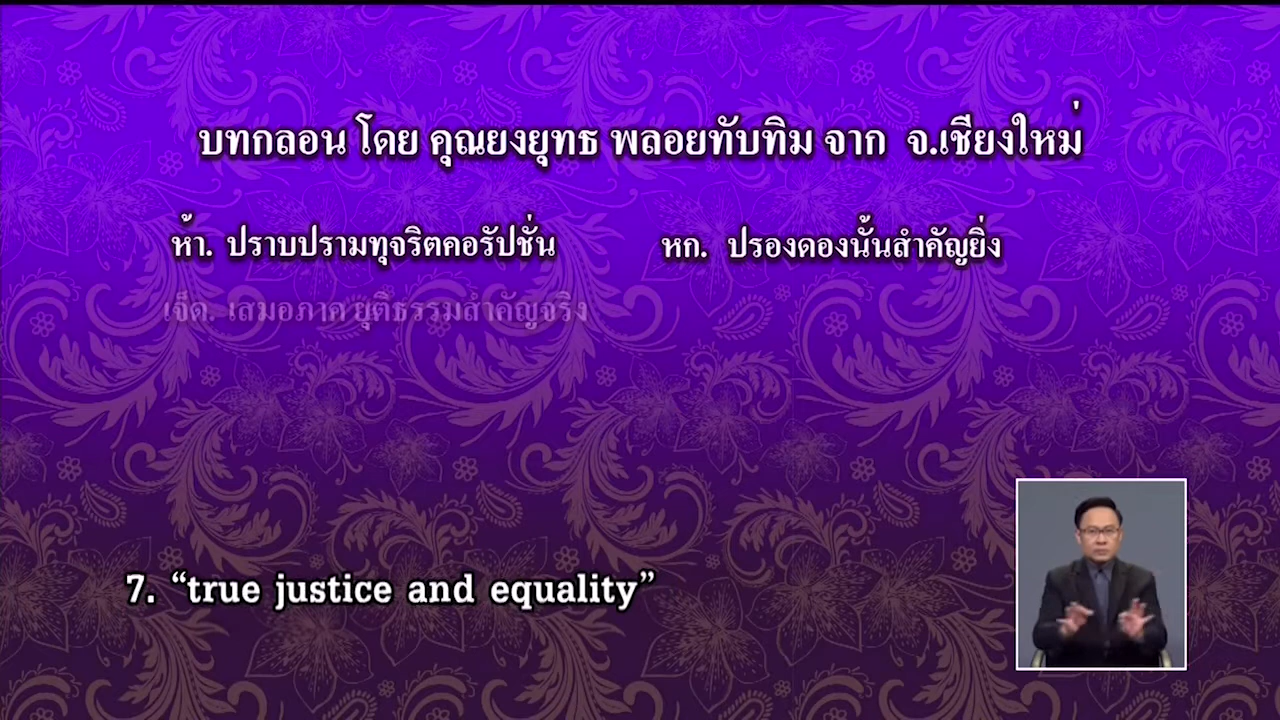 บทกลอน โดย คุณยงยุทธ พลอยทับทิม จาก จ.เชียงใหม่
ห้า. ปราบปรามทุจริตคอรัปชั่น หก. ปรองดองนั้นสำคัญยิ่ง
เจ็ด. เสมอภาค ยุติธรรมสำคัญจริง
7. “true justice and equality”